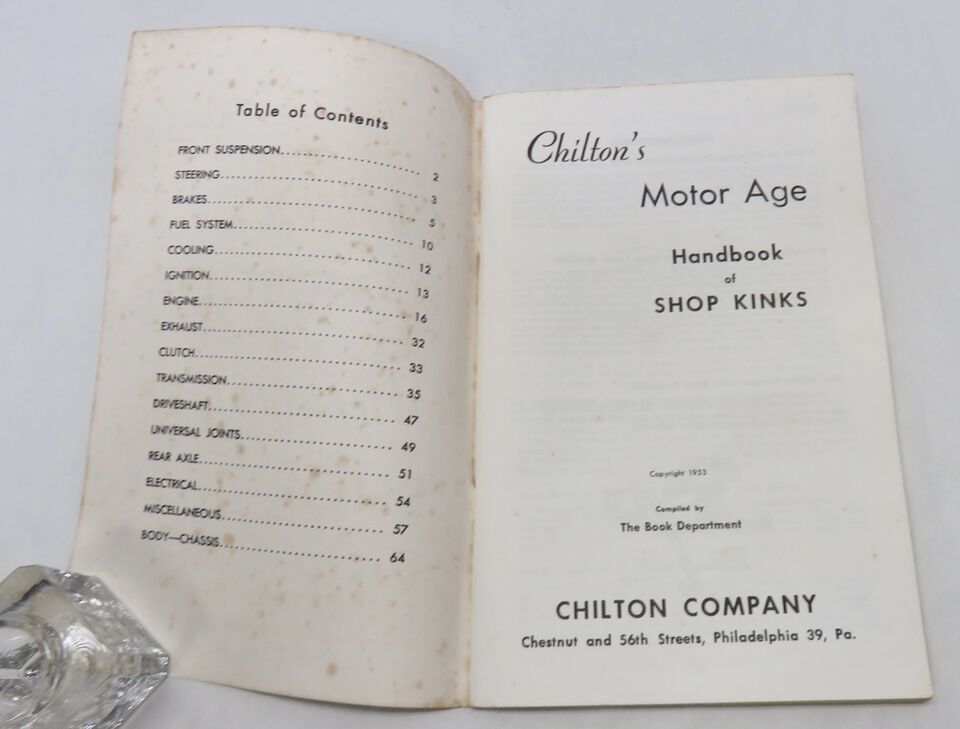 Table of Contents
FRONT SUSPENSION.................... 2
STEERING.............................. 3
BRAKES................................ 5
FUEL SYSTEM.......................... 10
COOLING.............................. 12
IGNITION.............................. 13
ENGINE................................ 16
EXHAUST.............................. 32
CLUTCH................................ 33
TRANSMISSION........................ 35
DRIVESHAFT........................... 47
UNIVERSAL JOINTS..................... 49
REAR AXLE............................. 51
ELECTRICAL............................ 54
MISCELLANEOUS....................... 57
BODY—CHASSIS........................ 64
Chilton's
Motor Age
Handbook
of
SHOP KINKS
Copyright 1953
Compiled by
The Book Department
CHILTON COMPANY
Chestnut and 56th Streets, Philadelphia 39, Pa.